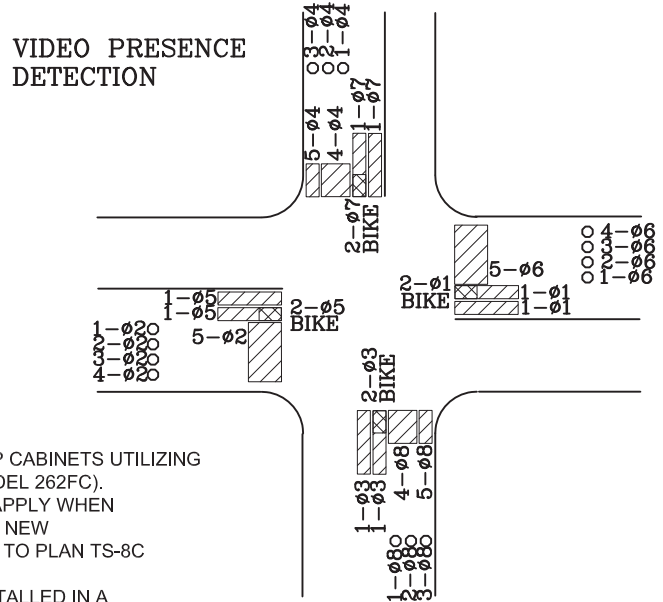 VIDEO PRESENCE
DETECTION
3-ø4
2-ø4
1-ø4
5-ø4
4-ø4
1-ø7
1-ø7
2-ø7
BIKE
4-ø6
3-ø6
2-ø6
1-ø6
5-ø6
2-ø1
BIKE
1-ø1
1-ø1
1-ø5
1-ø5
2-ø5
BIKE
1-ø2
2-ø2
3-ø2
4-ø2
5-ø2
2-ø3
BIKE
1-ø3
1-ø3
4-ø8
5-ø8
1-ø8
2-ø8
3-ø8
P CABINETS UTILIZING
DEL 262FC).
APPLY WHEN
NEW
TO PLAN TS-8C
TALLED IN A